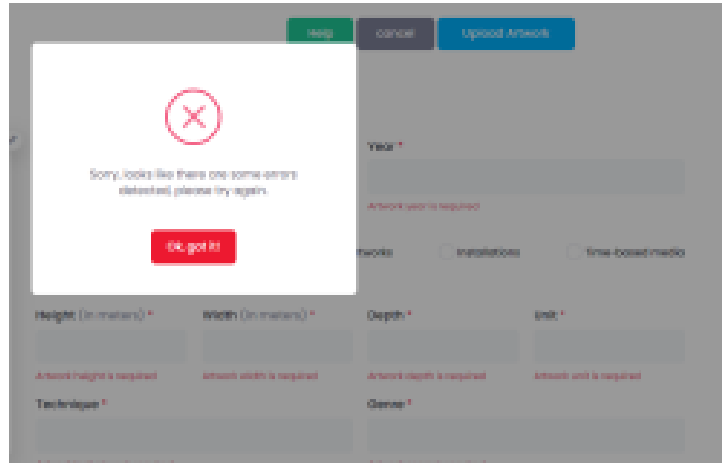 Help
cancel
Upload Artwork
Sorry, looks like there are some errors
detected, please try again.
Ok, got it!
Year *
Artwork year is required
tworks
Installations
Time-based media
Height (in meters) *
Width (in meters) *
Depth *
Unit *
Artwork height is required
Artwork width is required
Artwork depth is required
Artwork unit is required
Technique *
Genre *